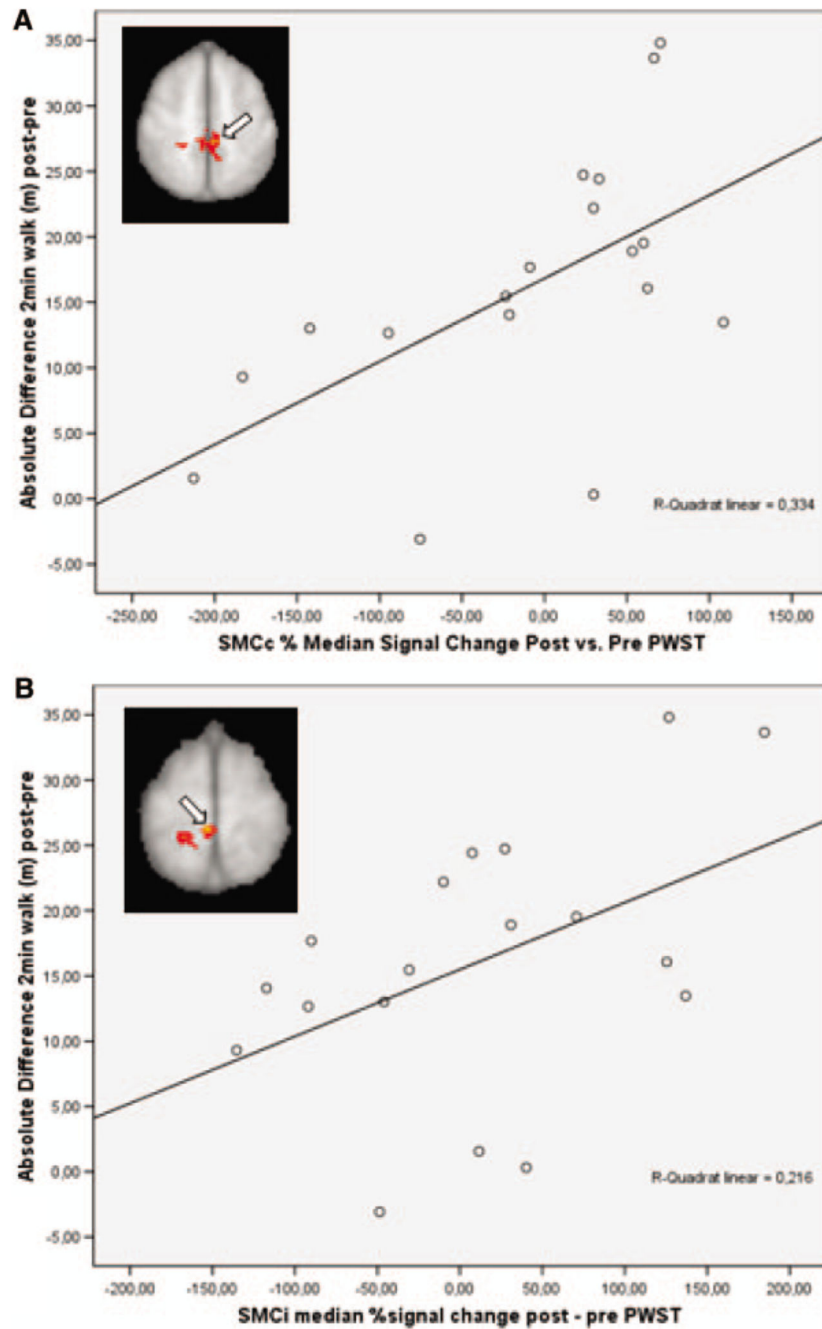 A
Absolute Difference 2min walk (m) post-pre
35,00
30,00
25,00
20,00
15,00
10,00
5,00
0,00
-5,00
R-Quadrat linear = 0,334
-250,00 -200,00 -150,00 -100,00 -50,00 0,00 50,00 100,00 150,00
SMCc % Median Signal Change Post vs. Pre PWST
B
Absolute Difference 2min walk (m) post-pre
35,00
30,00
25,00
20,00
15,00
10,00
5,00
0,00
-5,00
R-Quadrat linear = 0,216
-200,00 -150,00 -100,00 -50,00 0,00 50,00 100,00 150,00 200,00
SMCi median %signal change post - pre PWST